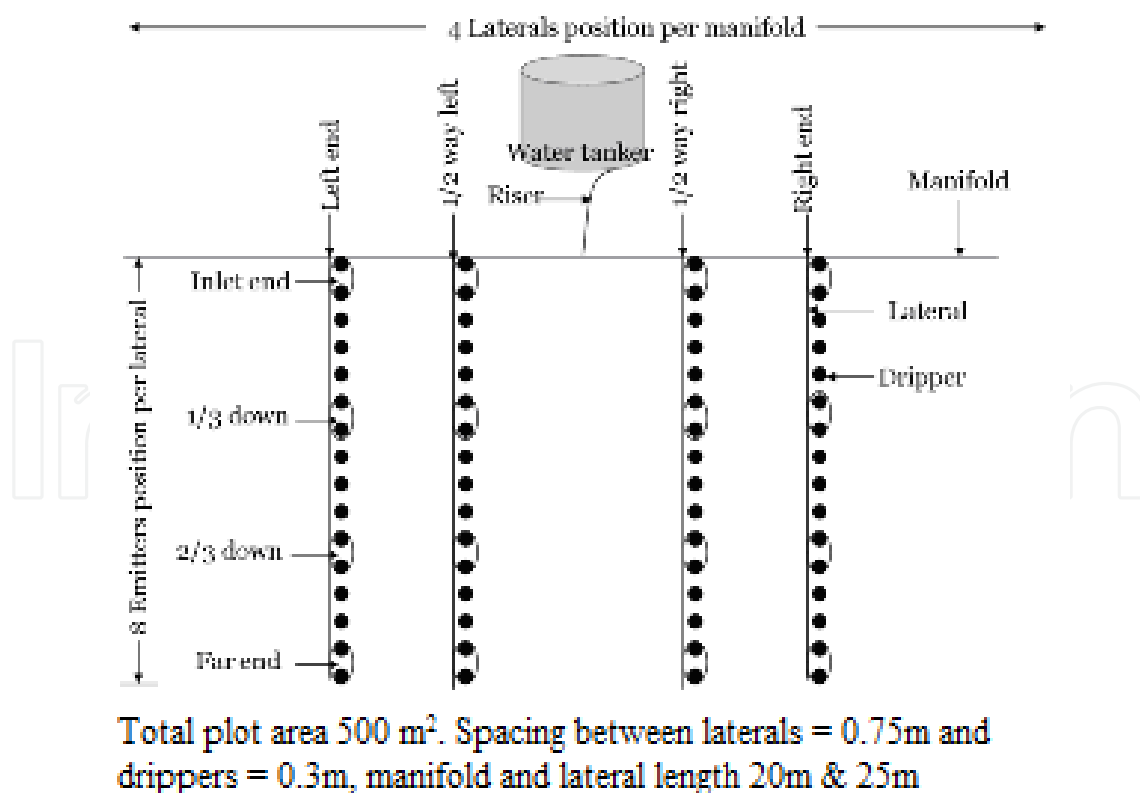 4 Laterals position per manifold
Left end
1/2 way left
1/2 way right
Right end
Water tanker
Riser
Manifold
Inlet end
Lateral
Dripper
1/3 down
8 Emitters position per lateral
2/3 down
Far end
Total plot area 500 m². Spacing between laterals = 0.75m and
drippers = 0.3m, manifold and lateral length 20m & 25m